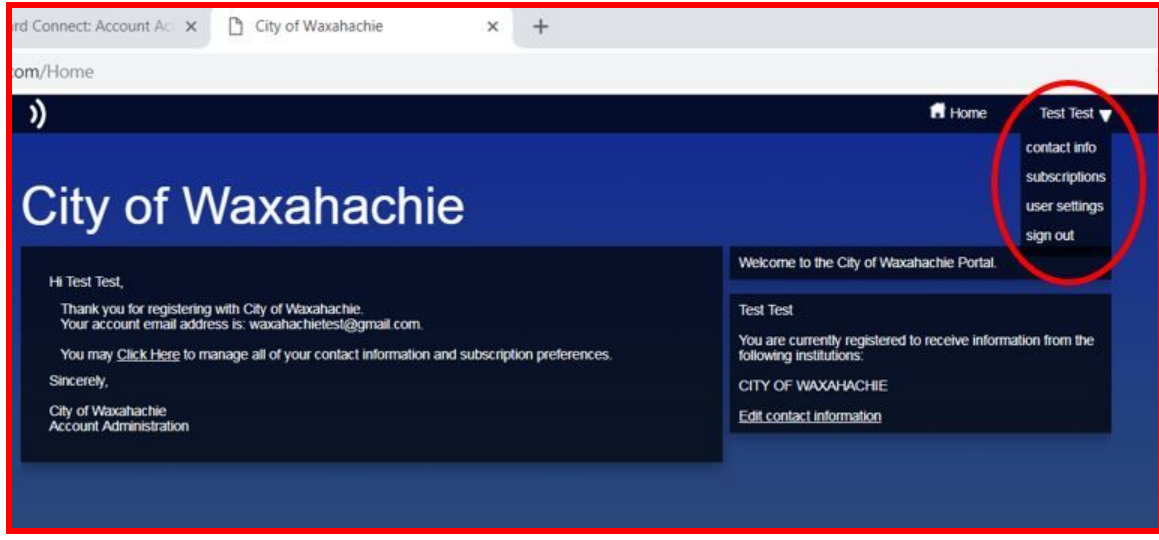 ard Connect: Account Ac
City of Waxahachie
com/Home
Home
Test Test
contact info
subscriptions
user settings
sign out
City of Waxahachie
Hi Test Test,
Thank you for registering with City of Waxahachie.
Your account email address is: waxahachietest@gmail.com.
You may Click Here to manage all of your contact information and subscription preferences.
Sincerely,
City of Waxahachie
Account Administration
Welcome to the City of Waxahachie Portal.
Test Test
You are currently registered to receive information from the
following institutions:
CITY OF WAXAHACHIE
Edit contact information